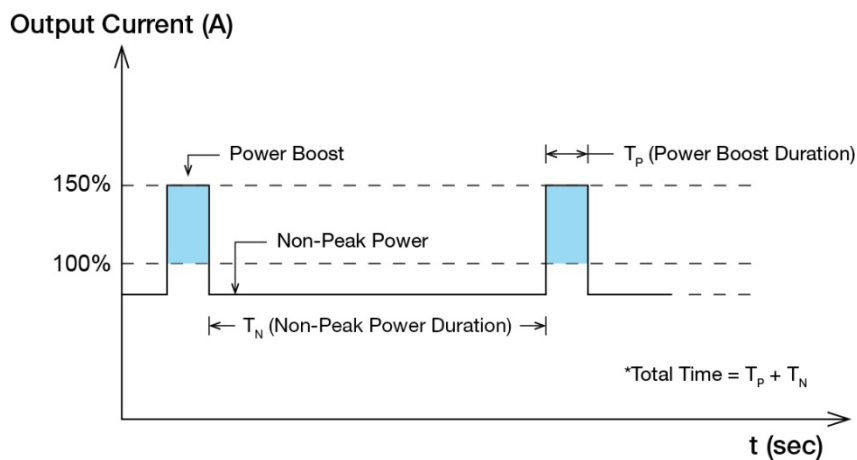 Output Current (A)
Power Boost
T_P (Power Boost Duration)
150%
Non-Peak Power
100%
T_N (Non-Peak Power Duration)
*Total Time = T_P + T_N
t (sec)